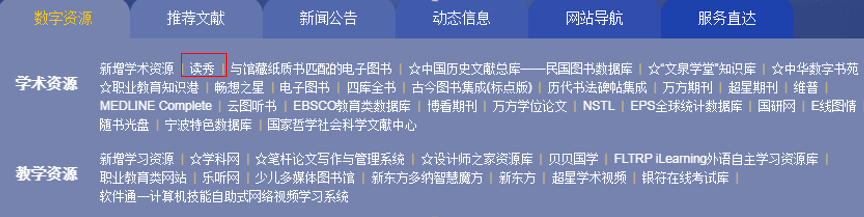 数字资源 推荐文献 新闻公告 动态信息 网站导航 服务直达
学术资源
新增学术资源 | 读秀 | 与馆藏纸质书匹配的电子图书 | ☆中国历史文献总库——民国图书数据库 | ☆“文泉学堂”知识库 | ☆中华数字书苑
☆职业教育知识港 | 畅想之星 | 电子图书 | 四库全书 | 古今图书集成(标点版) | 历代书法碑帖集成 | 万方期刊 | 超星期刊 | 维普 |
MEDLINE Complete | 云图听书 | EBSCO教育类数据库 | 博看期刊 | 万方学位论文 | NSTL | EPS全球统计数据库 | 国研网 | E线图情
随书光盘 | 宁波特色数据库 | 国家哲学社会科学文献中心
教学资源
新增学习资源 | ☆学科网 | ☆笔杆论文写作与管理系统 | ☆设计师之家资源库 | 贝贝国学 | FLTRP iLearning外语自主学习资源库 |
职业教育类网站 | 乐听网 | 少儿多媒体图书馆 | 新东方多纳智慧魔方 | 新东方 | 超星学术视频 | 银符在线考试库 |
软件通—计算机技能自助式网络视频学习系统